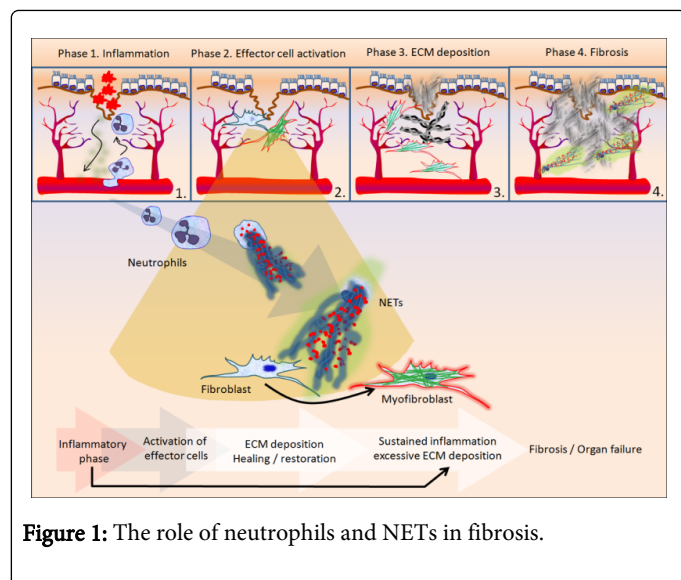 Phase 1. Inflammation
Phase 2. Effector cell activation
Phase 3. ECM deposition
Phase 4. Fibrosis
1.
2.
3.
4.
Neutrophils
NETs
Fibroblast
Myofibroblast
Inflammatory
phase
Activation of
effector cells
ECM deposition
Healing / restoration
Sustained inflammation
excessive ECM deposition
Fibrosis / Organ failure
Figure 1: The role of neutrophils and NETs in fibrosis.